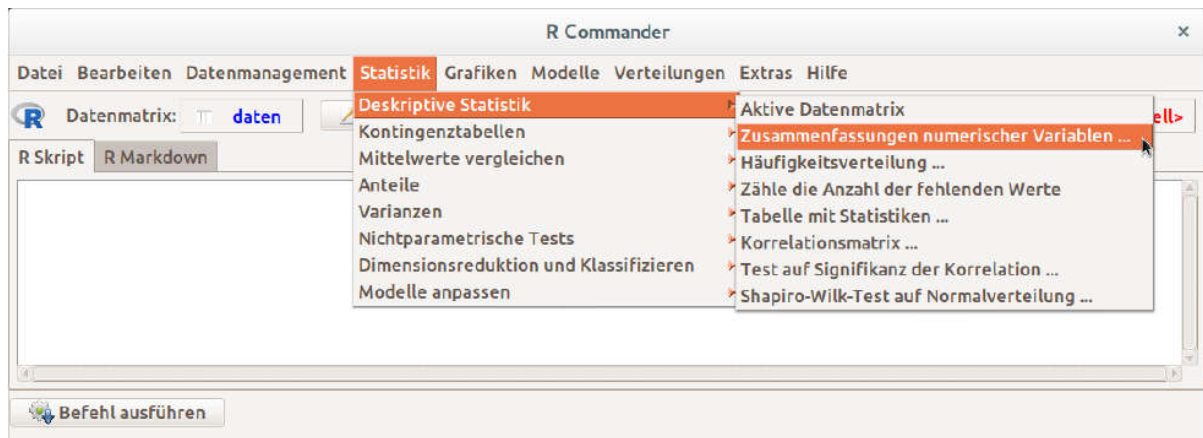 R Commander
Datei Bearbeiten Datenmanagement Statistik Grafiken Modelle Verteilungen Extras Hilfe
R Datenmatrix: daten ell>
R Skript R Markdown
Deskriptive Statistik
Kontingenztabellen
Mittelwerte vergleichen
Anteile
Varianzen
Nichtparametrische Tests
Dimensionsreduktion und Klassifizieren
Modelle anpassen
Aktive Datenmatrix
Zusammenfassungen numerischer Variablen ...
Häufigkeitsverteilung ...
Zähle die Anzahl der fehlenden Werte
Tabelle mit Statistiken ...
Korrelationsmatrix ...
Test auf Signifikanz der Korrelation ...
Shapiro-Wilk-Test auf Normalverteilung ...
Befehl ausführen